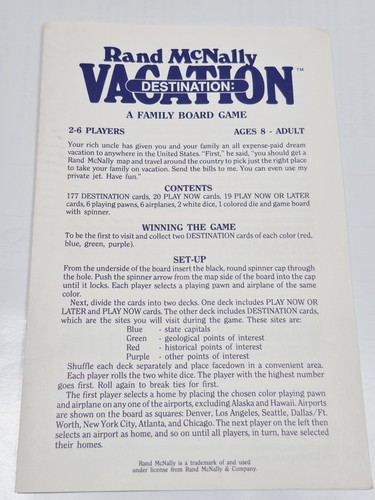 Rand McNally
VACATION™
DESTINATION:
A FAMILY BOARD GAME
2-6 PLAYERS AGES 8 - ADULT
Your rich uncle has given you and your family an all expense-paid dream
vacation to anywhere in the United States. "First," he said, "you should get a
Rand McNally map and travel around the country to pick just the right place
to take your family on vacation. Send the bills to me. You can even use my
private jet. Have fun."
CONTENTS
177 DESTINATION cards, 20 PLAY NOW cards, 19 PLAY NOW OR LATER
cards, 6 playing pawns, 6 airplanes, 2 white dice, 1 colored die and game board
with spinner.
WINNING THE GAME
To be the first to visit and collect two DESTINATION cards of each color (red,
blue, green, purple).
SET-UP
From the underside of the board insert the black, round spinner cap through
the hole. Push the spinner arrow from the map side of the board into the cap
until it locks. Each player selects a playing pawn and airplane of the same
color.
Next, divide the cards into two decks. One deck includes PLAY NOW OR
LATER and PLAY NOW cards. The other deck includes DESTINATION cards,
which are the sites you will visit during the game. These sites are:
Blue - state capitals
Green - geological points of interest
Red - historical points of interest
Purple - other points of interest
Shuffle each deck separately and place facedown in a convenient area.
Each player rolls the two white dice. The player with the highest number
goes first. Roll again to break ties for first.
The first player selects a home by placing the chosen color playing pawn
and airplane on any one of the airports, excluding Alaska and Hawaii. Airports
are shown on the board as squares: Denver, Los Angeles, Seattle, Dallas/Ft.
Worth, New York City, Atlanta, and Chicago. The next player on the left then
selects an airport as home, and so on until all players, in turn, have selected
their homes.
Rand McNally is a trademark of and used
under license from Rand McNally & Company.